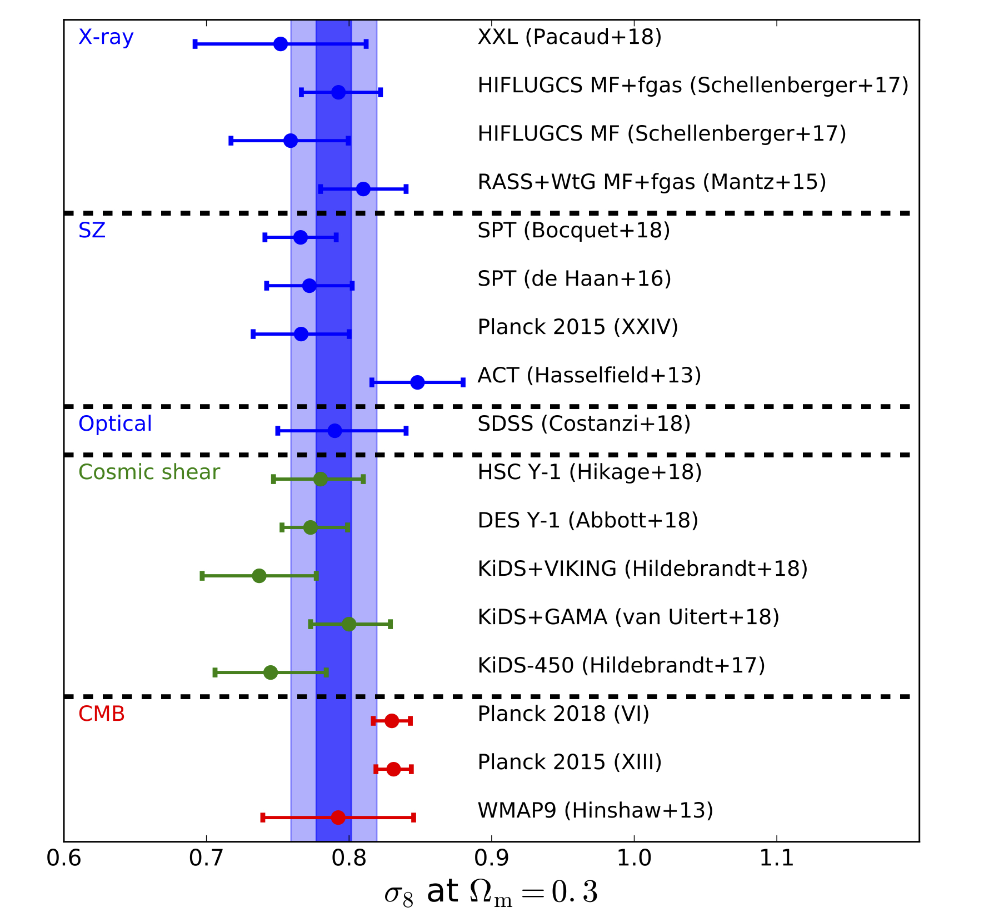 X-ray XXL (Pacaud+18)
HIFLUGCS MF+fgas (Schellenberger+17)
HIFLUGCS MF (Schellenberger+17)
RASS+WtG MF+fgas (Mantz+15)
SZ SPT (Bocquet+18)
SPT (de Haan+16)
Planck 2015 (XXIV)
ACT (Hasselfield+13)
Optical SDSS (Costanzi+18)
Cosmic shear HSC Y-1 (Hikage+18)
DES Y-1 (Abbott+18)
KiDS+VIKING (Hildebrandt+18)
KiDS+GAMA (van Uitert+18)
KiDS-450 (Hildebrandt+17)
CMB Planck 2018 (VI)
Planck 2015 (XIII)
WMAP9 (Hinshaw+13)
0.6 0.7 0.8 0.9 1.0 1.1
σ₈ at Ωₘ = 0.3